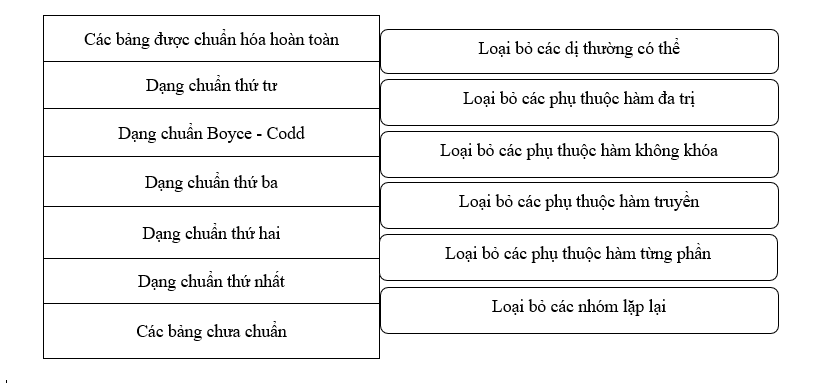 Các bảng được chuẩn hóa hoàn toàn
Loại bỏ các dị thường có thể
Dạng chuẩn thứ tư
Loại bỏ các phụ thuộc hàm đa trị
Dạng chuẩn Boyce - Codd
Loại bỏ các phụ thuộc hàm không khóa
Dạng chuẩn thứ ba
Loại bỏ các phụ thuộc hàm truyền
Dạng chuẩn thứ hai
Loại bỏ các phụ thuộc hàm từng phần
Dạng chuẩn thứ nhất
Loại bỏ các nhóm lặp lại
Các bảng chưa chuẩn